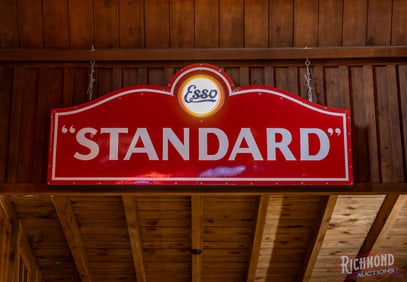 Esso
"STANDARD"
RICHMOND
AUCTIONS